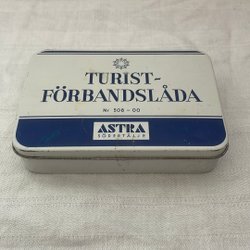 TURIST-
FÖRBANDSLÅDA
Nr 506-00
ASTRA
SÖDERTÄLJE